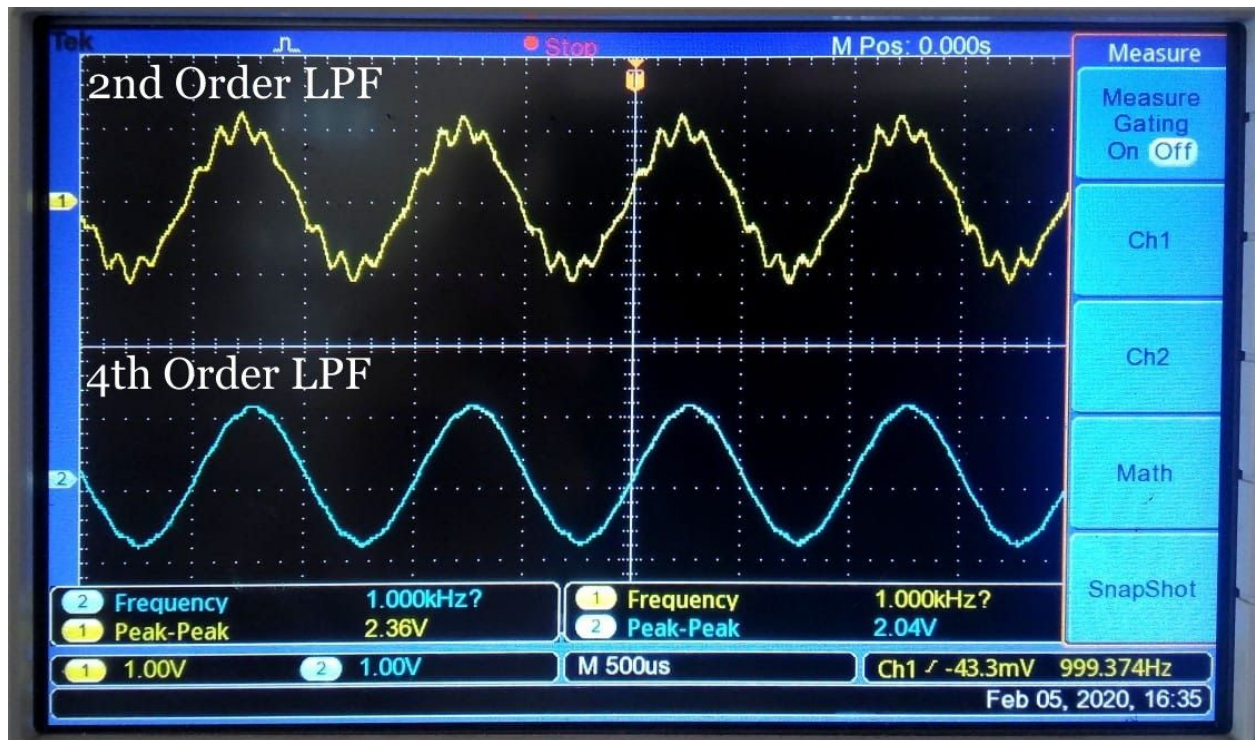 Tek
Stop
M Pos: 0.000s
Measure
2nd Order LPF
T
Measure
Gating
On Off
1
Ch1
Ch2
4th Order LPF
2
Math
SnapShot
2 Frequency 1.000kHz?
1 Peak-Peak 2.36V
1 Frequency 1.000kHz?
2 Peak-Peak 2.04V
1 1.00V
2 1.00V
M 500us
Ch1 -43.3mV 999.374Hz
Feb 05, 2020, 16:35